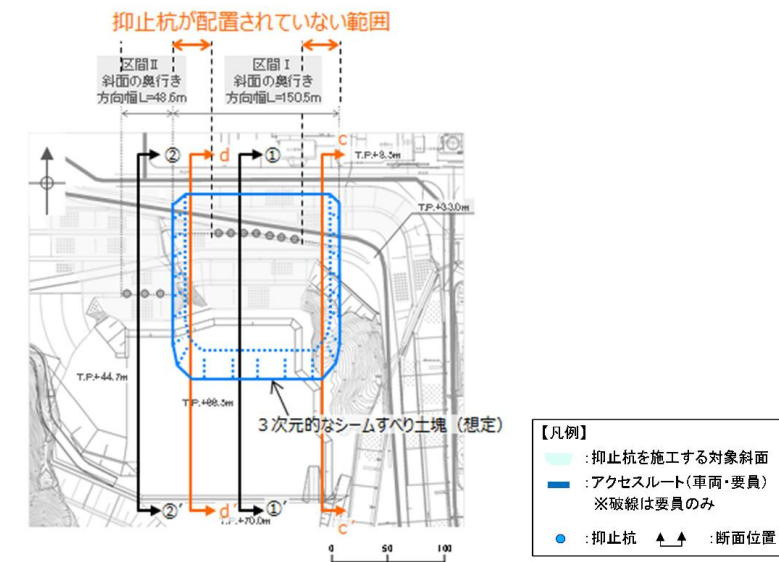 抑止杭が配置されていない範囲
区間Ⅱ
斜面の奥行き
方向幅L=48.6m
区間Ⅰ
斜面の奥行き
方向幅L=150.5m
②
d
①
c
T.P.+8.5m
T.P.+33.0m
T.P.+44.7m
T.P.+88.5m
3次元的なシームすべり土塊（想定）
②′
d′
①′
c′
T.P.+70.0m
0 50 100
【凡例】
:抑止杭を施工する対象斜面
:アクセスルート(車両・要員)
※破線は要員のみ
:抑止杭
:断面位置